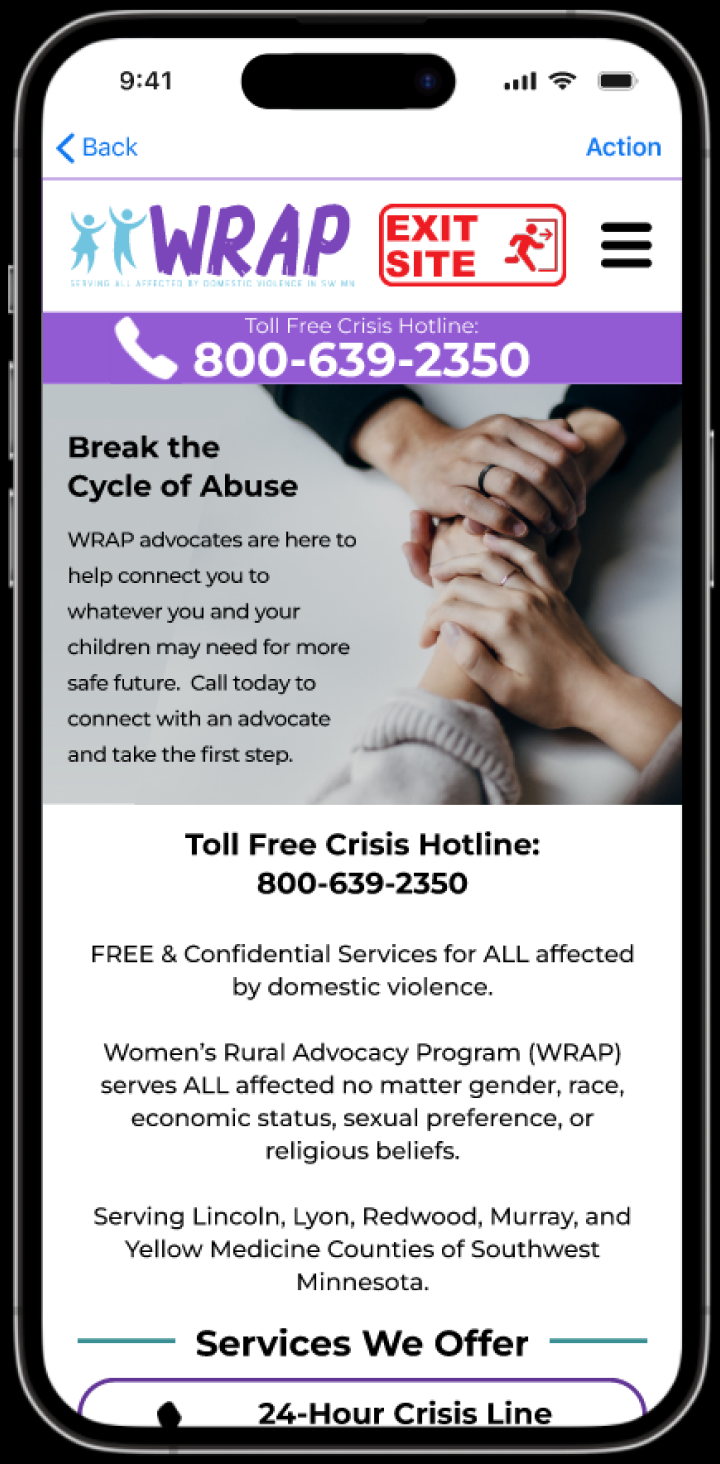 9:41
Back
Action
WRAP
SERVING ALL AFFECTED BY DOMESTIC VIOLENCE IN SW MN
EXIT
SITE
Toll Free Crisis Hotline:
800-639-2350
Break the
Cycle of Abuse
WRAP advocates are here to
help connect you to
whatever you and your
children may need for more
safe future.  Call today to
connect with an advocate
and take the first step.
Toll Free Crisis Hotline:
800-639-2350
FREE & Confidential Services for ALL affected
by domestic violence.
Women’s Rural Advocacy Program (WRAP)
serves ALL affected no matter gender, race,
economic status, sexual preference, or
religious beliefs.
Serving Lincoln, Lyon, Redwood, Murray, and
Yellow Medicine Counties of Southwest
Minnesota.
Services We Offer
24-Hour Crisis Line